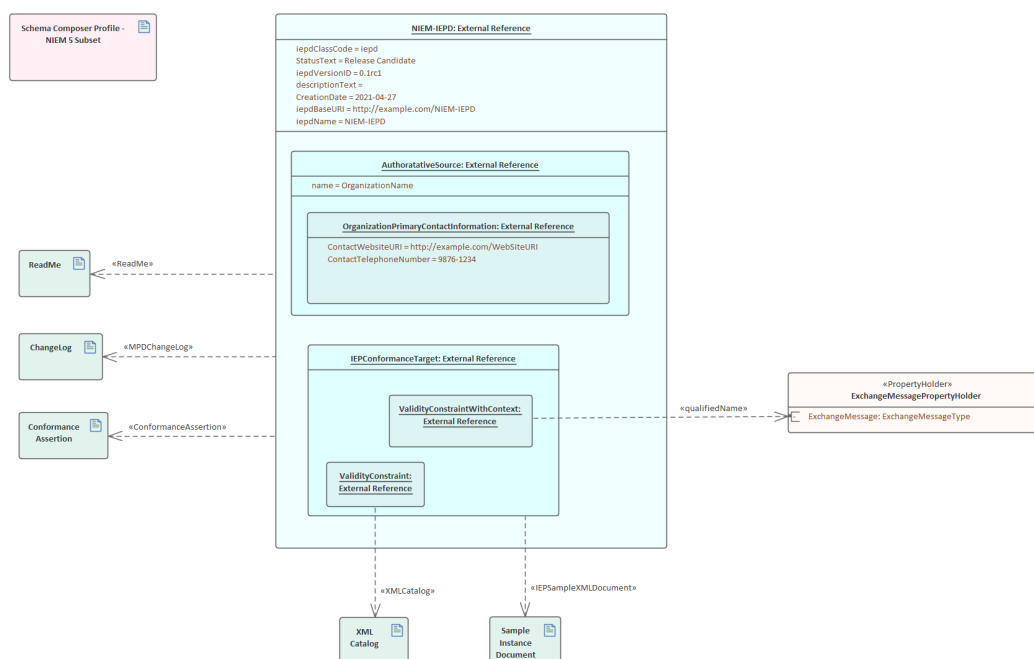 Schema Composer Profile -
NIEM 5 Subset
NIEM-IEPD: External Reference
iepdClassCode = iepd
StatusText = Release Candidate
iepdVersionID = 0.1rc1
descriptionText =
CreationDate = 2021-04-27
iepdBaseURI = http://example.com/NIEM-IEPD
iepdName = NIEM-IEPD
AuthoratativeSource: External Reference
name = OrganizationName
OrganizationPrimaryContactInformation: External Reference
ContactWebsiteURI = http://example.com/WebSiteURI
ContactTelephoneNumber = 9876-1234
ReadMe
«ReadMe»
ChangeLog
«MPDChangeLog»
Conformance
Assertion
«ConformanceAssertion»
IEPConformanceTarget: External Reference
ValidityConstraintWithContext:
External Reference
ValidityConstraint:
External Reference
«qualifiedName»
«PropertyHolder»
ExchangeMessagePropertyHolder
ExchangeMessage: ExchangeMessageType
«XMLCatalog»
«IEPSampleXMLDocument»
XML
Catalog
Sample
Instance
Document